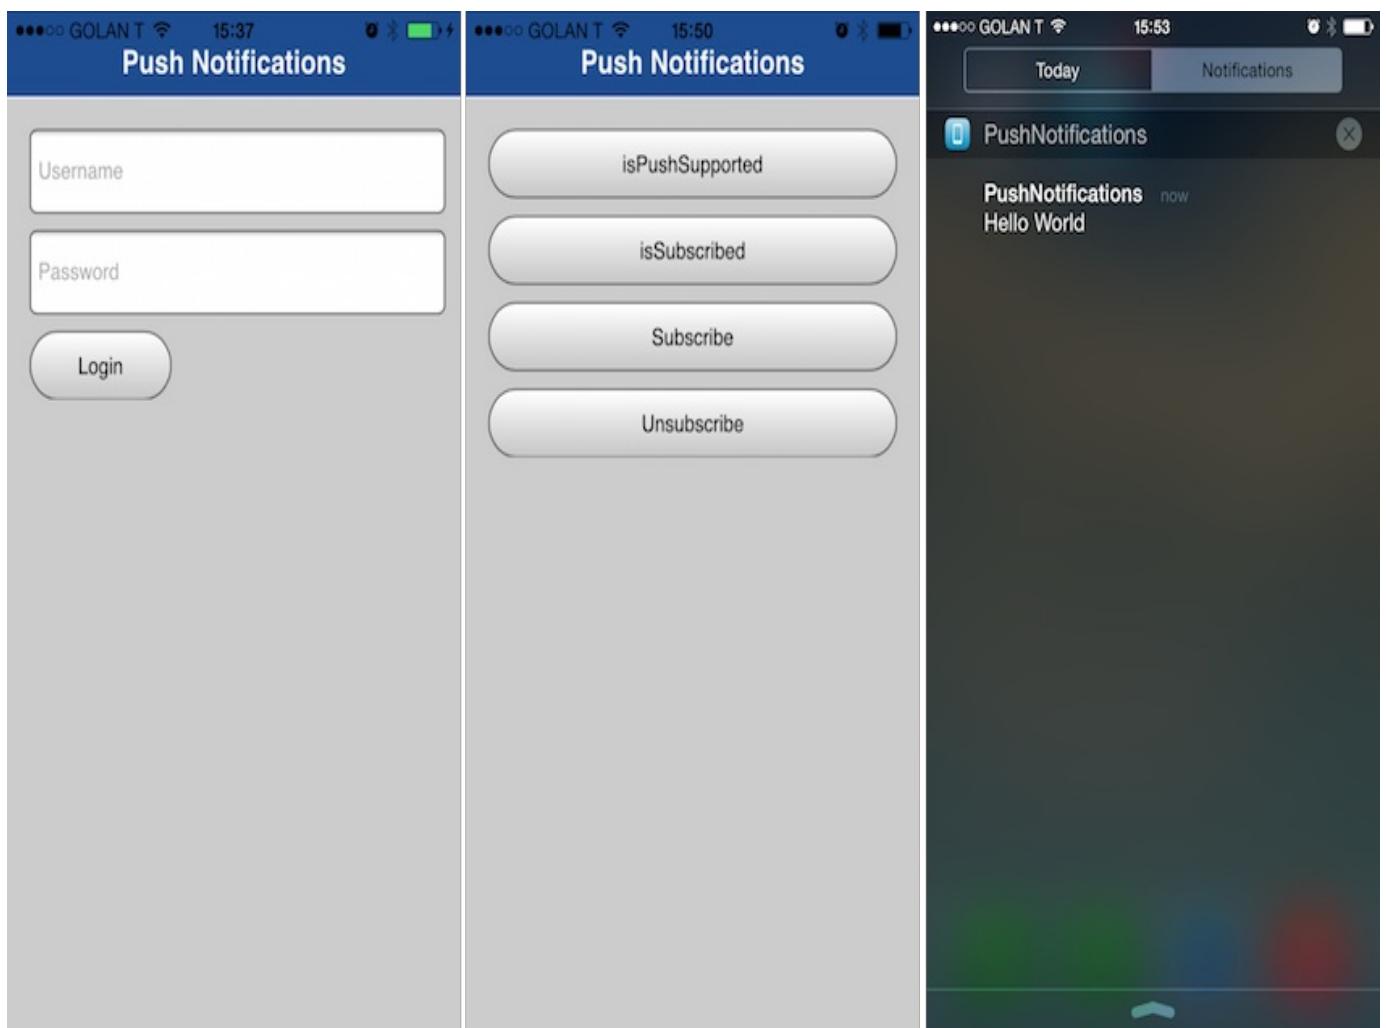 GOLAN T 15:37
Push Notifications
Username
Password
Login
GOLAN T 15:50
Push Notifications
isPushSupported
isSubscribed
Subscribe
Unsubscribe
GOLAN T 15:53
Today Notifications
PushNotifications
PushNotifications now
Hello World